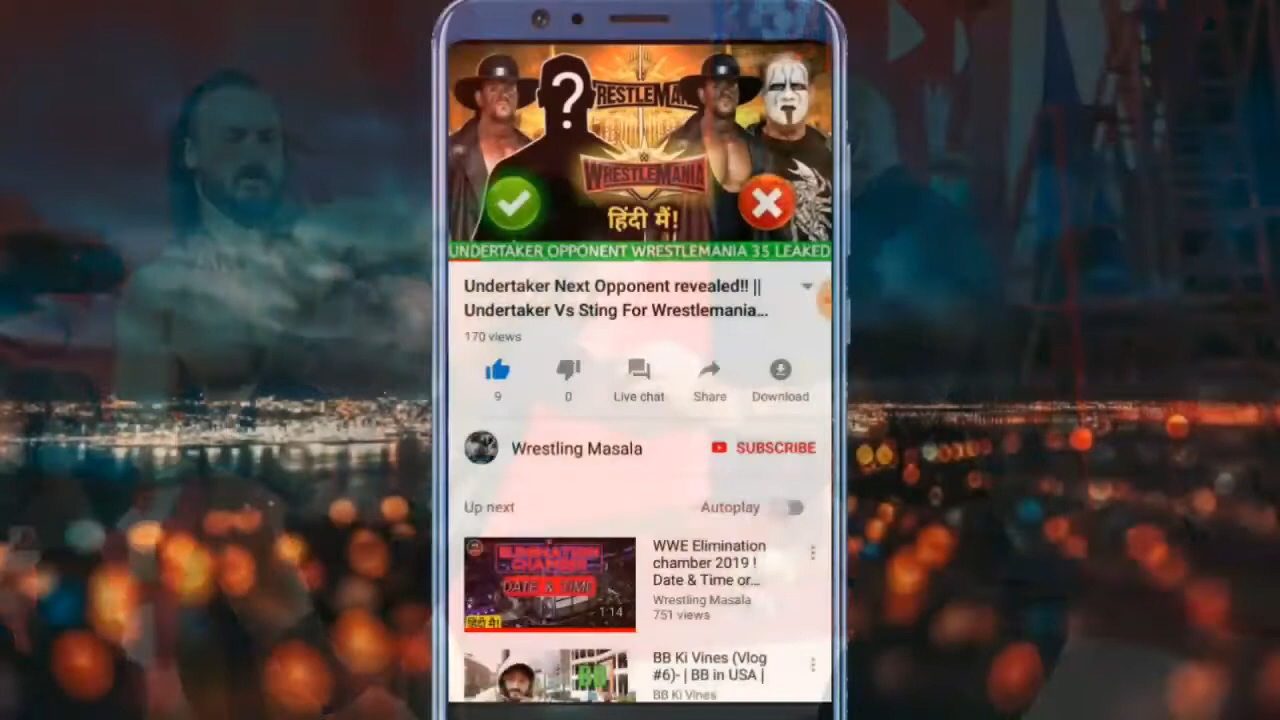 ?
RESTLEMA
WRESTLEMANIA
हिंदी में!
UNDERTAKER OPPONENT WRESTLEMANIA 35 LEAKED
Undertaker Next Opponent revealed!! ||
Undertaker Vs Sting For Wrestlemania...
170 views
9
0
Live chat
Share
Download
Wrestling Masala
SUBSCRIBE
Up next
Autoplay
ELIMINATION
CHAMBER
DATE & TIME
1:14
हिंदी में!
WWE Elimination
chamber 2019 !
Date & Time or...
Wrestling Masala
751 views
BB
BB Ki Vines (Vlog
#6)- | BB in USA |
BB Ki Vines